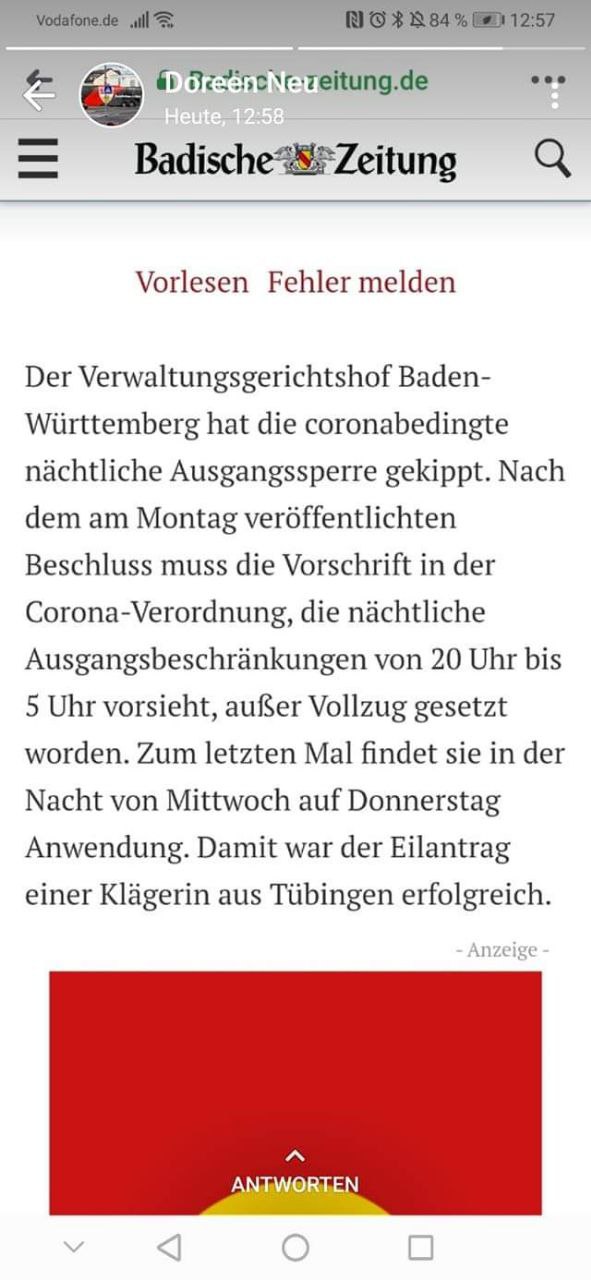 Vodafone.de 84 % 12:57
Doreen Neu
zeitung.de
Heute, 12:58
Badische Zeitung
Vorlesen Fehler melden
Der Verwaltungsgerichtshof Baden-
Württemberg hat die coronabedingte
nächtliche Ausgangssperre gekippt. Nach
dem am Montag veröffentlichten
Beschluss muss die Vorschrift in der
Corona-Verordnung, die nächtliche
Ausgangsbeschränkungen von 20 Uhr bis
5 Uhr vorsieht, außer Vollzug gesetzt
worden. Zum letzten Mal findet sie in der
Nacht von Mittwoch auf Donnerstag
Anwendung. Damit war der Eilantrag
einer Klägerin aus Tübingen erfolgreich.
- Anzeige -
ANTWORTEN